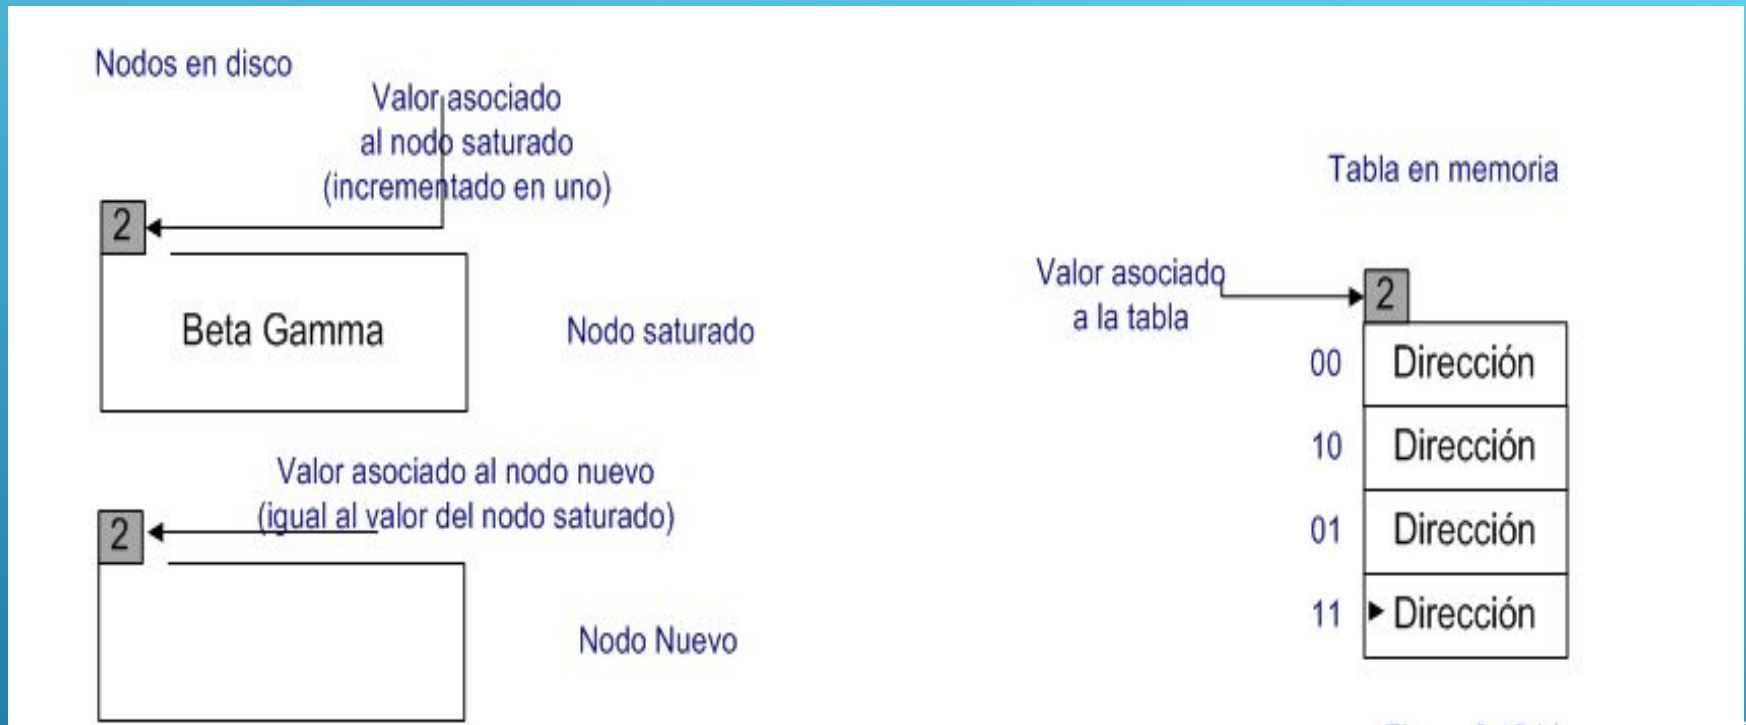 Nodos en disco
Valor asociado
al nodo saturado
(incrementado en uno)
2
Beta Gamma
Nodo saturado
Valor asociado al nodo nuevo
(igual al valor del nodo saturado)
2
Nodo Nuevo
Tabla en memoria
Valor asociado
a la tabla
2
00 Dirección
10 Dirección
01 Dirección
11 Dirección